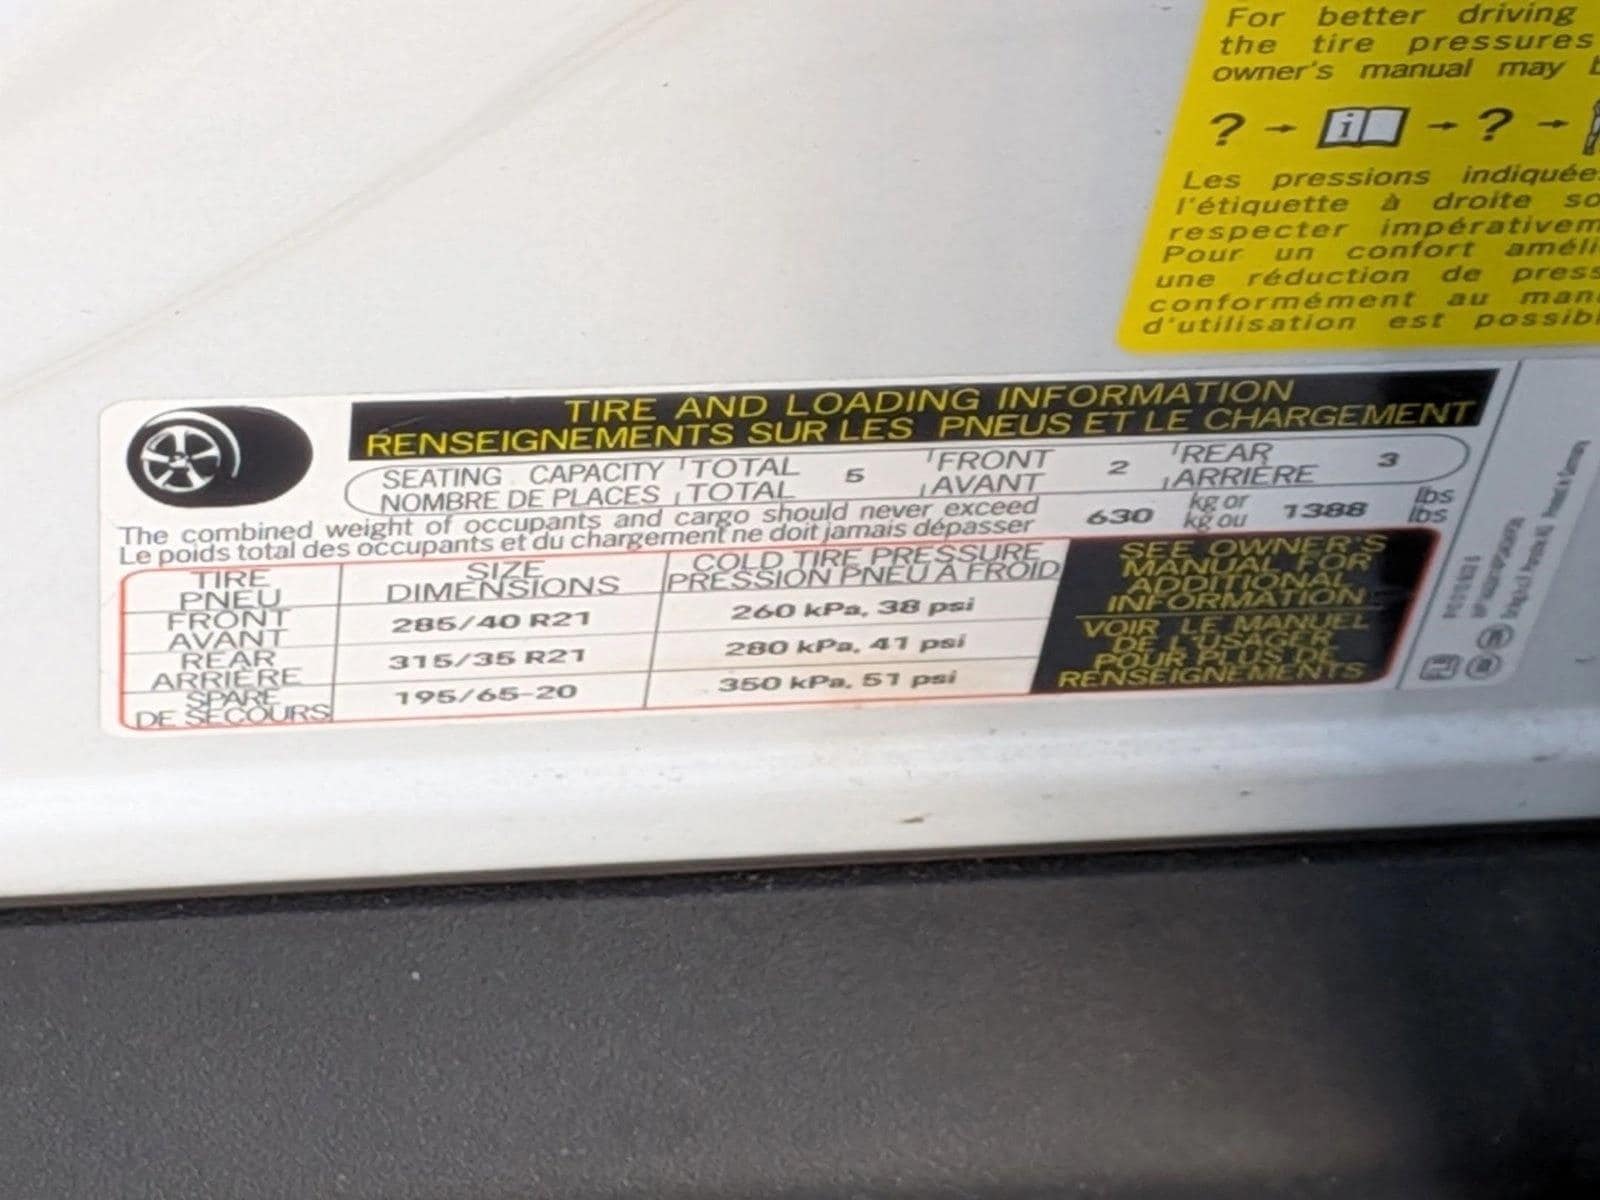 For better driving
the tire pressures
owner's manual may
? → i → ? →
Les pressions indiquée
l'étiquette à droite so
respecter impérativem
Pour un confort améli
une réduction de press
conformément au man
d'utilisation est possib
TIRE AND LOADING INFORMATION
RENSEIGNEMENTS SUR LES PNEUS ET LE CHARGEMENT
SEATING CAPACITY TOTAL 5 FRONT 2 REAR 3
NOMBRE DE PLACES TOTAL AVANT ARRIÈRE
The combined weight of occupants and cargo should never exceed 630 kg or 1388 lbs
Le poids total des occupants et du chargement ne doit jamais dépasser kg ou lbs
TIRE SIZE COLD TIRE PRESSURE
PNEU DIMENSIONS PRESSION PNEU A FROID
FRONT 285/40 R21 260 kPa, 38 psi
AVANT
REAR 315/35 R21 280 kPa, 41 psi
ARRIÈRE
SPARE 195/65-20 350 kPa, 51 psi
DE SECOURS
SEE OWNER'S
MANUAL FOR
ADDITIONAL
INFORMATION
VOIR LE MANUEL
DE L'USAGER
POUR PLUS DE
RENSEIGNEMENTS
Printed in Germany